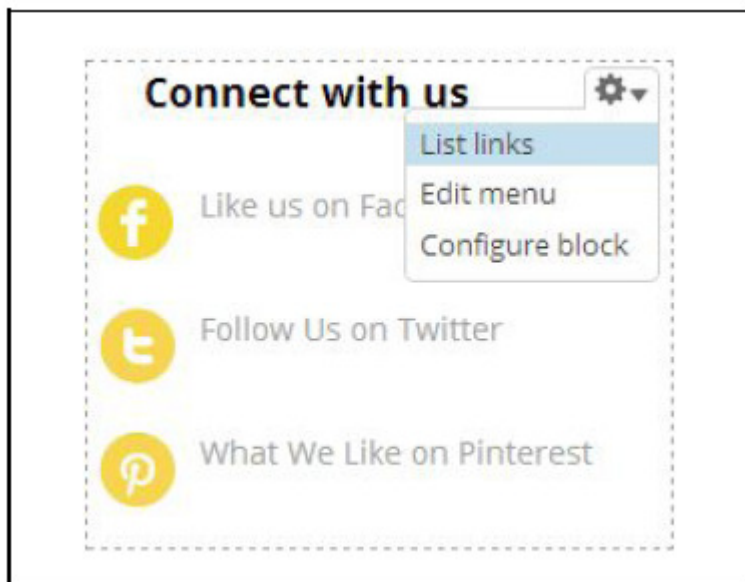 Connect with us
List links
Edit menu
Configure block
Like us on
Follow Us on Twitter
What We Like on Pinterest